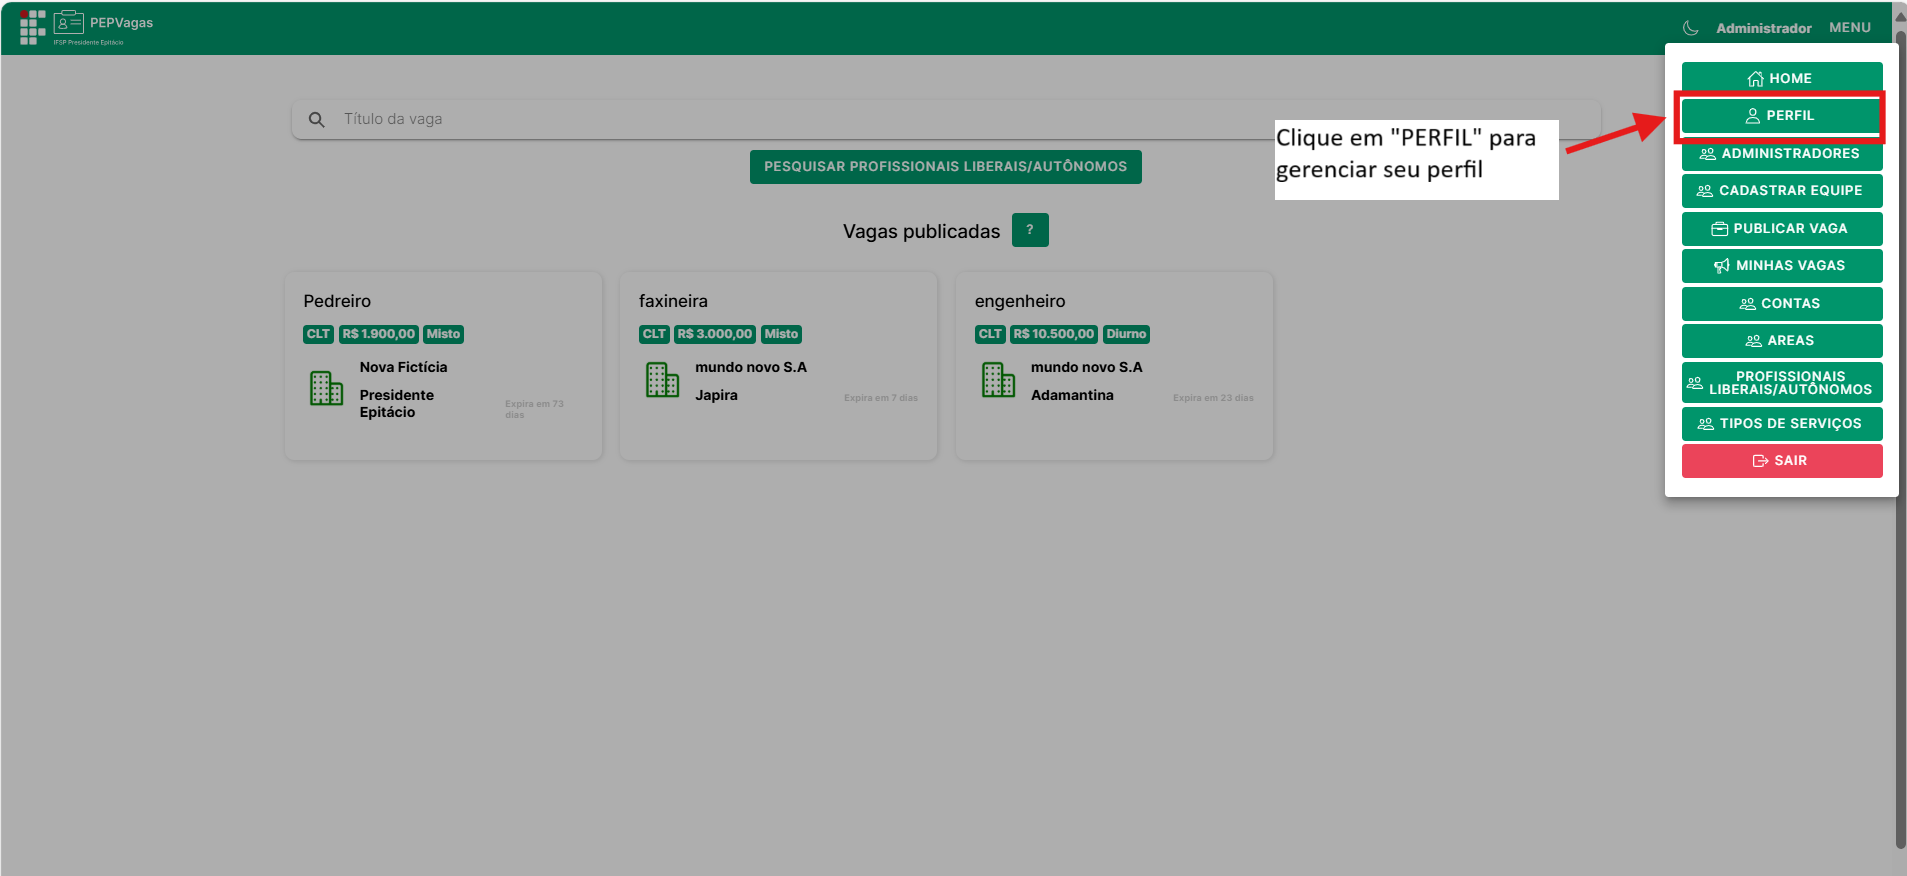 PEPVagas
IFSP Presidente Epitácio
Administrador
MENU
HOME
PERFIL
ADMINISTRADORES
CADASTRAR EQUIPE
PUBLICAR VAGA
MINHAS VAGAS
CONTAS
AREAS
PROFISSIONAIS
LIBERAIS/AUTÔNOMOS
TIPOS DE SERVIÇOS
SAIR
Clique em "PERFIL" para
gerenciar seu perfil
Título da vaga
PESQUISAR PROFISSIONAIS LIBERAIS/AUTÔNOMOS
Vagas publicadas ?
Pedreiro
CLT R$ 1.900,00 Misto
Nova Fictícia
Presidente
Epitácio
Expira em 73
dias
faxineira
CLT R$ 3.000,00 Misto
mundo novo S.A
Japira
Expira em 7 dias
engenheiro
CLT R$ 10.500,00 Diurno
mundo novo S.A
Adamantina
Expira em 23 dias